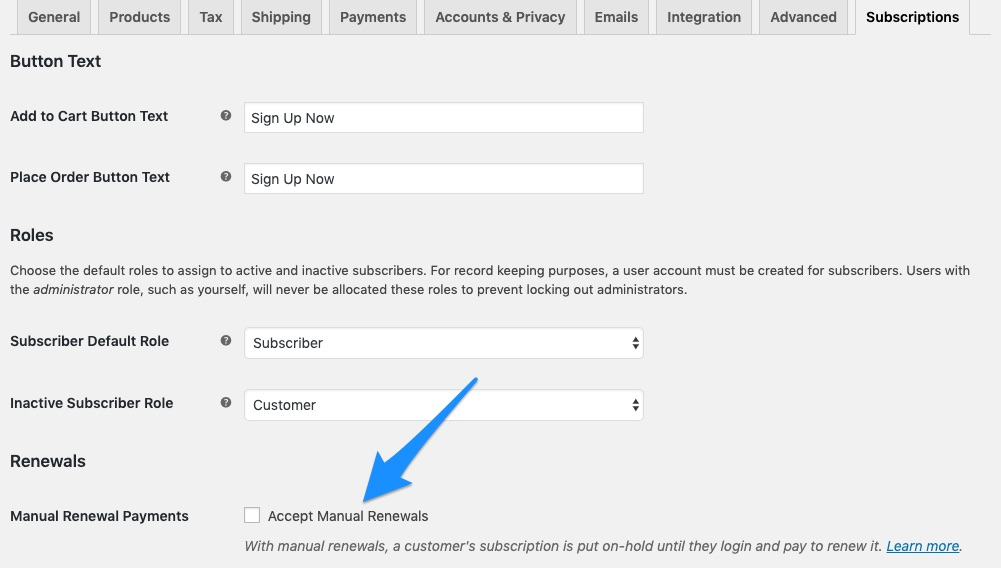 General Products Tax Shipping Payments Accounts & Privacy Emails Integration Advanced Subscriptions
Button Text
Add to Cart Button Text ? Sign Up Now
Place Order Button Text ? Sign Up Now
Roles
Choose the default roles to assign to active and inactive subscribers. For record keeping purposes, a user account must be created for subscribers. Users with
the administrator role, such as yourself, will never be allocated these roles to prevent locking out administrators.
Subscriber Default Role ? Subscriber
Inactive Subscriber Role ? Customer
Renewals
Manual Renewal Payments Accept Manual Renewals
With manual renewals, a customer's subscription is put on-hold until they login and pay to renew it. Learn more.